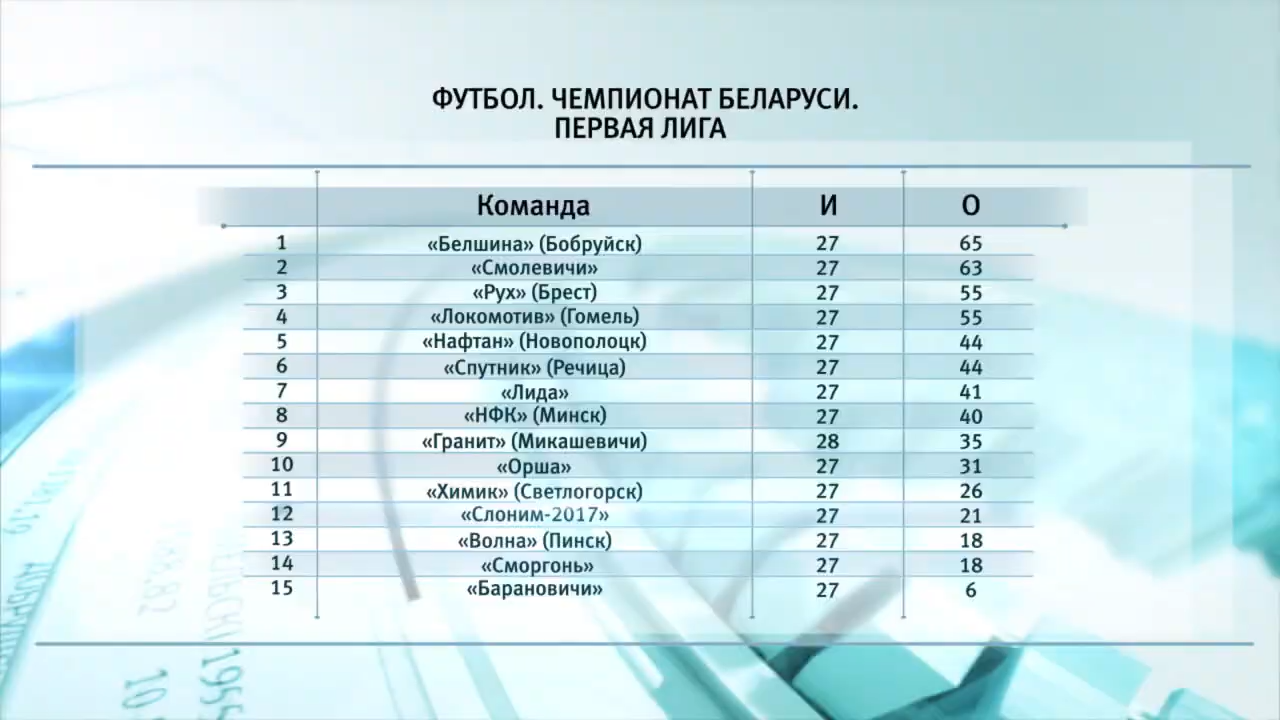 ФУТБОЛ. ЧЕМПИОНАТ БЕЛАРУСИ.
ПЕРВАЯ ЛИГА
Команда И О
1 «Белшина» (Бобруйск) 27 65
2 «Смолевичи» 27 63
3 «Рух» (Брест) 27 55
4 «Локомотив» (Гомель) 27 55
5 «Нафтан» (Новополоцк) 27 44
6 «Спутник» (Речица) 27 44
7 «Лида» 27 41
8 «НФК» (Минск) 27 40
9 «Гранит» (Микашевичи) 28 35
10 «Орша» 27 31
11 «Химик» (Светлогорск) 27 26
12 «Слоним-2017» 27 21
13 «Волна» (Пинск) 27 18
14 «Сморгонь» 27 18
15 «Барановичи» 27 6